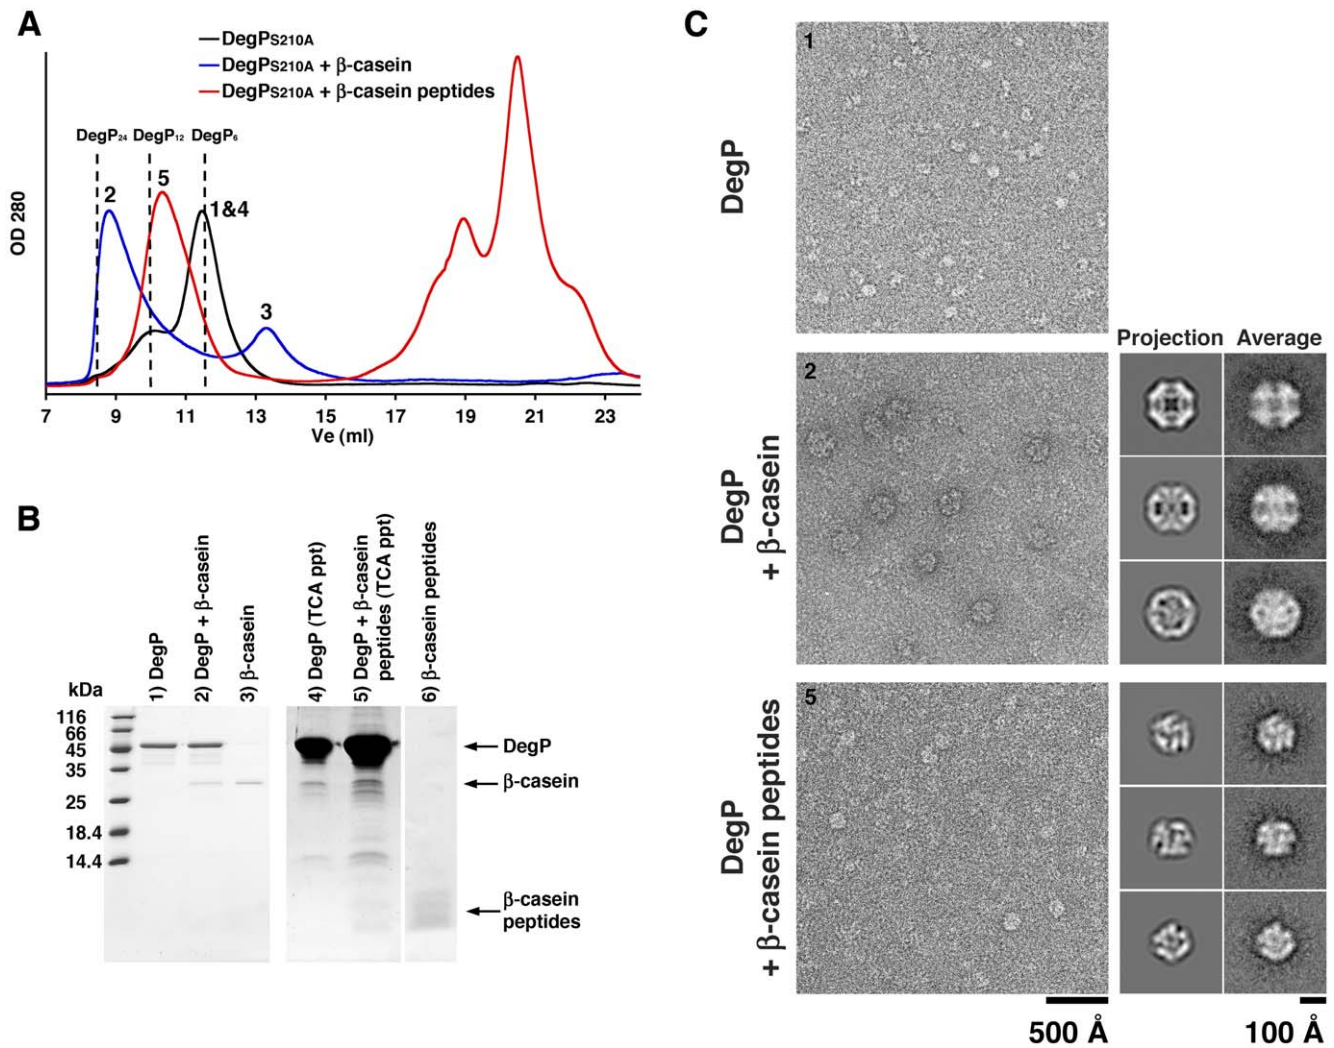 A
DegPS210A
DegPS210A + β-casein
DegPS210A + β-casein peptides
DegP24 DegP12 DegP6
2
5
1&4
3
OD 280
7 9 11 13 15 17 19 21 23
Ve (ml)
B
kDa
1) DegP
2) DegP + β-casein
3) β-casein
4) DegP (TCA ppt)
5) DegP + β-casein
peptides (TCA ppt)
6) β-casein peptides
116
66
45
35
25
18.4
14.4
DegP
β-casein
β-casein
peptides
C
1
DegP
Projection Average
2
DegP
+ β-casein
5
DegP
+ β-casein peptides
500 Å
100 Å